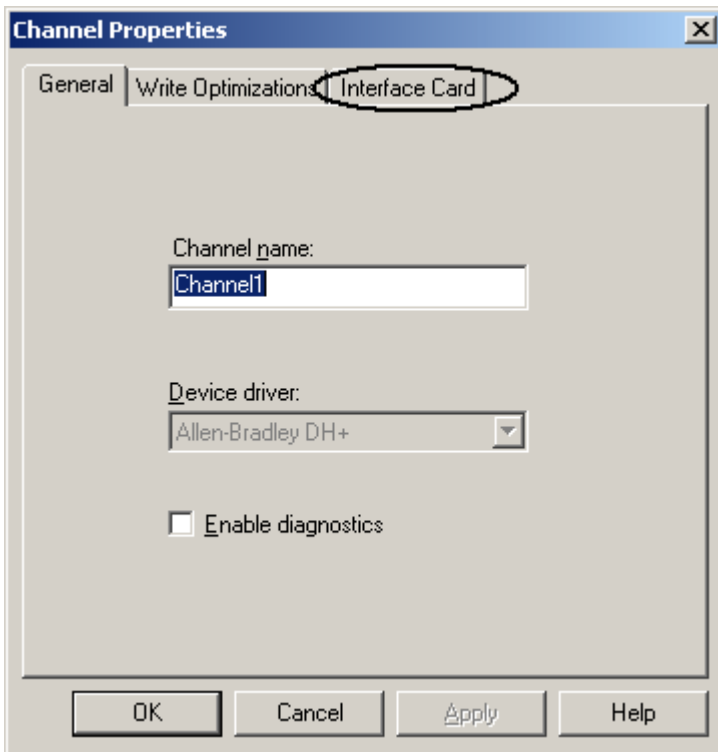 Channel Properties
General Write Optimizations Interface Card
Channel name:
Channel1
Device driver:
Allen-Bradley DH+
Enable diagnostics
OK Cancel Apply Help